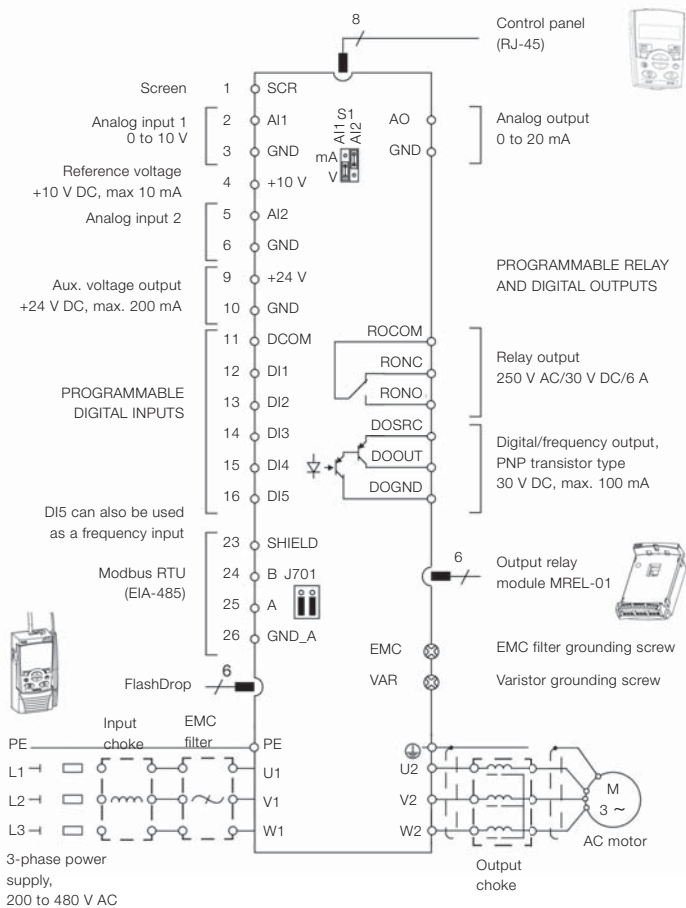 8
Control panel
(RJ-45)
Screen 1 SCR
Analog input 1
0 to 10 V
2 AI1
3 GND
Reference voltage
+10 V DC, max 10 mA
4 +10 V
Analog input 2
5 AI2
6 GND
Aux. voltage output
+24 V DC, max. 200 mA
9 +24 V
10 GND
PROGRAMMABLE
DIGITAL INPUTS
11 DCOM
12 DI1
13 DI2
14 DI3
15 DI4
16 DI5
DI5 can also be used
as a frequency input
Modbus RTU
(EIA-485)
23 SHIELD
24 B J701
25 A
26 GND_A
FlashDrop
6
S1
AI1
AI2
mA
V
AO
GND
Analog output
0 to 20 mA
PROGRAMMABLE RELAY
AND DIGITAL OUTPUTS
ROCOM
RONC
RONO
Relay output
250 V AC/30 V DC/6 A
DOSRC
DOOUT
DOGND
Digital/frequency output,
PNP transistor type
30 V DC, max. 100 mA
6
Output relay
module MREL-01
EMC
EMC filter grounding screw
VAR
Varistor grounding screw
Input
choke
EMC
filter
PE
PE
L1
U1
L2
V1
L3
W1
3-phase power
supply,
200 to 480 V AC
U2
V2
W2
Output
choke
M
3 ~
AC motor